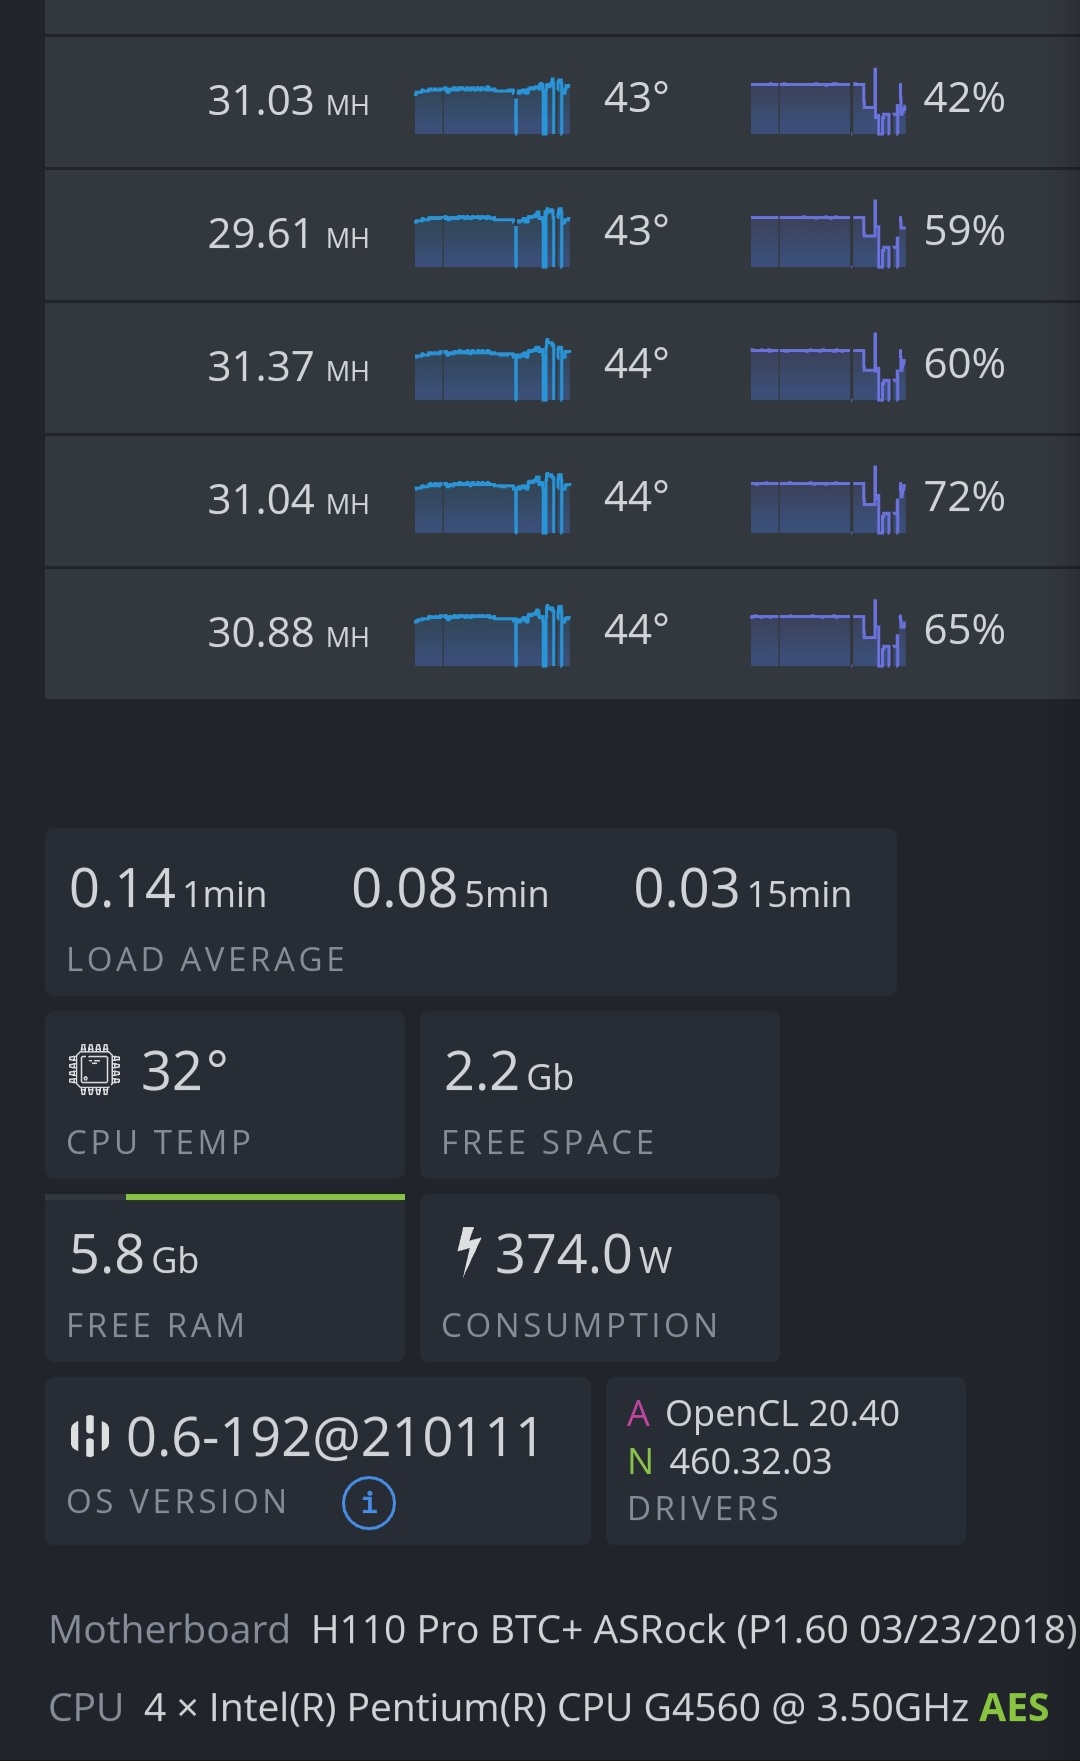 31.03 MH 43° 42%
29.61 MH 43° 59%
31.37 MH 44° 60%
31.04 MH 44° 72%
30.88 MH 44° 65%
0.14 1min 0.08 5min 0.03 15min
LOAD AVERAGE
32° 2.2 Gb
CPU TEMP FREE SPACE
5.8 Gb 374.0 W
FREE RAM CONSUMPTION
0.6-192@210111
OS VERSION i
A OpenCL 20.40
N 460.32.03
DRIVERS
Motherboard H110 Pro BTC+ ASRock (P1.60 03/23/2018)
CPU 4 × Intel(R) Pentium(R) CPU G4560 @ 3.50GHz AES